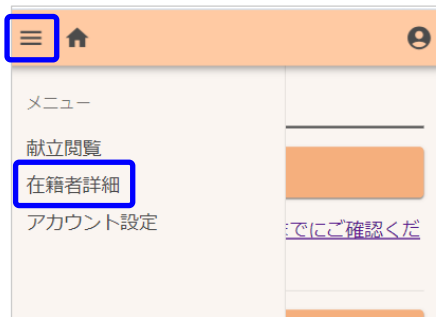 メニュー
献立閲覧
在籍者詳細
アカウント設定
でにご確認くだ